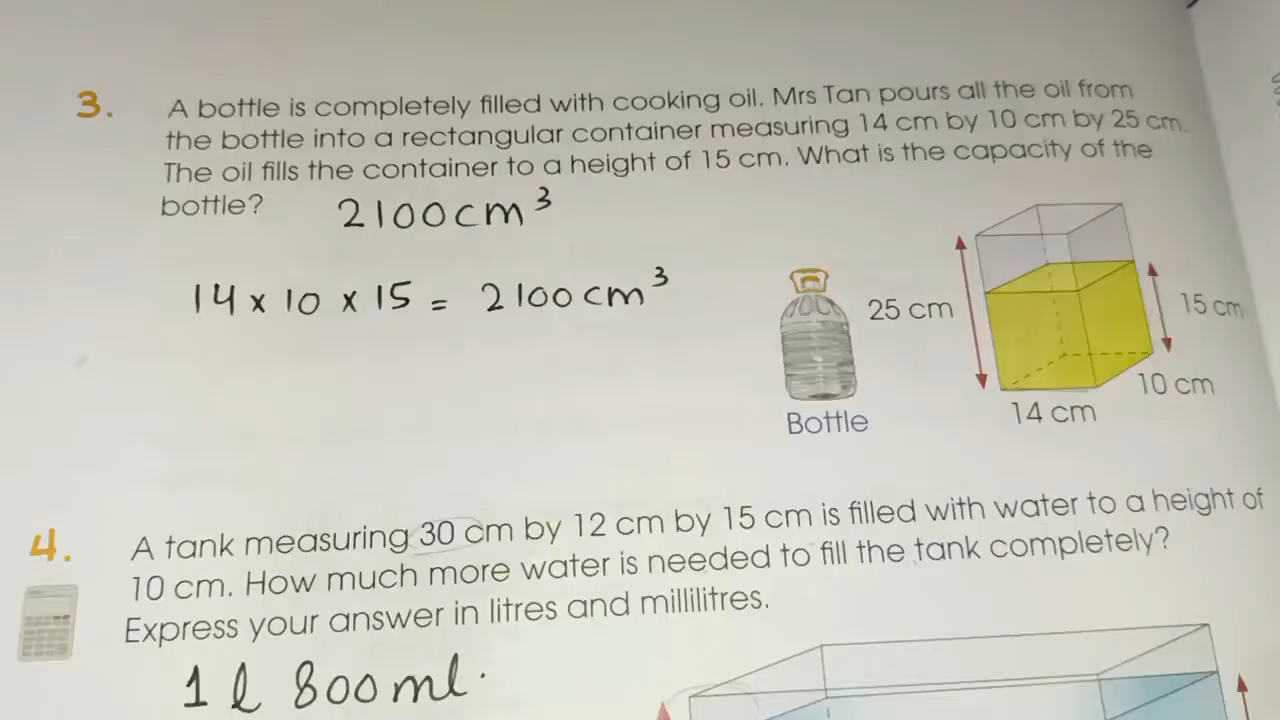 3. A bottle is completely filled with cooking oil. Mrs Tan pours all the oil from
the bottle into a rectangular container measuring 14 cm by 10 cm by 25 cm.
The oil fills the container to a height of 15 cm. What is the capacity of the
bottle? 2100cm³
14 x 10 x 15 = 2100cm³
25 cm
15 cm
10 cm
14 cm
Bottle
4. A tank measuring 30 cm by 12 cm by 15 cm is filled with water to a height of
10 cm. How much more water is needed to fill the tank completely?
Express your answer in litres and millilitres.
1 l 800 ml.